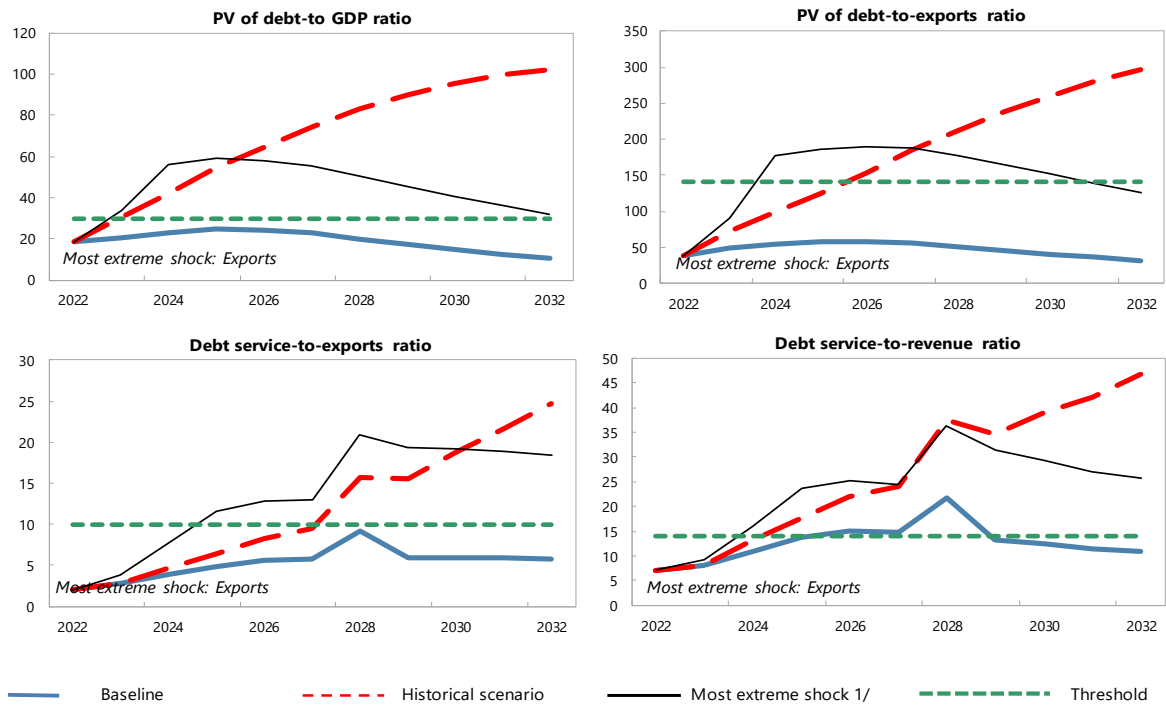 PV of debt-to GDP ratio
120
100
80
60
40
20
0
Most extreme shock: Exports
2022 2024 2026 2028 2030 2032
PV of debt-to-exports ratio
350
300
250
200
150
100
50
0
Most extreme shock: Exports
2022 2024 2026 2028 2030 2032
Debt service-to-exports ratio
30
25
20
15
10
5
0
Most extreme shock: Exports
2022 2024 2026 2028 2030 2032
Debt service-to-revenue ratio
50
45
40
35
30
25
20
15
10
5
0
Most extreme shock: Exports
2022 2024 2026 2028 2030 2032
Baseline Historical scenario Most extreme shock 1/ Threshold